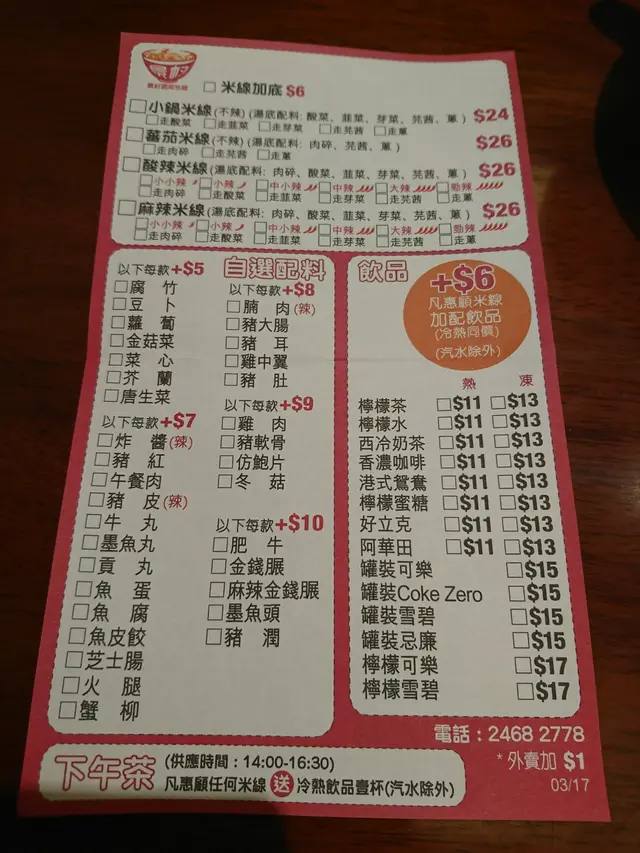 米線加底 $6
小鍋米線(不辣) (湯底配料: 酸菜、韮菜、芽菜、芫茜、蔥 ) $24
走酸菜 走韮菜 走芽菜 走芫茜 走蔥
蕃茄米線(不辣) (湯底配料: 肉碎、芫茜、蔥 ) $26
走肉碎 走芫茜 走蔥
酸辣米線(湯底配料: 肉碎、酸菜、韮菜、芽菜、芫茜、蔥 ) $26
小小辣 小辣 中小辣 中辣 大辣 勁辣
走肉碎 走酸菜 走韮菜 走芽菜 走芫茜 走蔥
麻辣米線(湯底配料: 肉碎、酸菜、韮菜、芽菜、芫茜、蔥 ) $26
小小辣 小辣 中小辣 中辣 大辣 勁辣
走肉碎 走酸菜 走韮菜 走芽菜 走芫茜 走蔥
自選配料
以下每款+$5
腐竹
豆卜
蘿蔔
金菇菜
菜心
芥蘭
唐生菜
以下每款+$7
炸醬(辣)
豬紅
午餐肉
豬皮(辣)
牛丸
墨魚丸
貢丸
魚蛋
魚腐
魚皮餃
芝士腸
火腿
蟹柳
以下每款+$8
腩肉(辣)
豬大腸
豬耳
雞中翼
豬肚
以下每款+$9
雞肉
豬軟骨
仿鮑片
冬菇
以下每款+$10
肥牛
金錢𦟌
麻辣金錢𦟌
墨魚頭
豬潤
飲品
+$6
凡惠顧米線
加配飲品
(冷熱同價)
(汽水除外)
熱 凍
檸檬茶 $11 $13
檸檬水 $11 $13
西冷奶茶 $11 $13
香濃咖啡 $11 $13
港式鴛鴦 $11 $13
檸檬蜜糖 $11 $13
好立克 $11 $13
阿華田 $11 $13
罐裝可樂 $15
罐裝Coke Zero $15
罐裝雪碧 $15
罐裝忌廉 $15
檸檬可樂 $17
檸檬雪碧 $17
電話 : 2468 2778
* 外賣加 $1
03/17
下午茶 (供應時間 : 14:00-16:30)
凡惠顧任何米線 送 冷熱飲品壹杯(汽水除外)